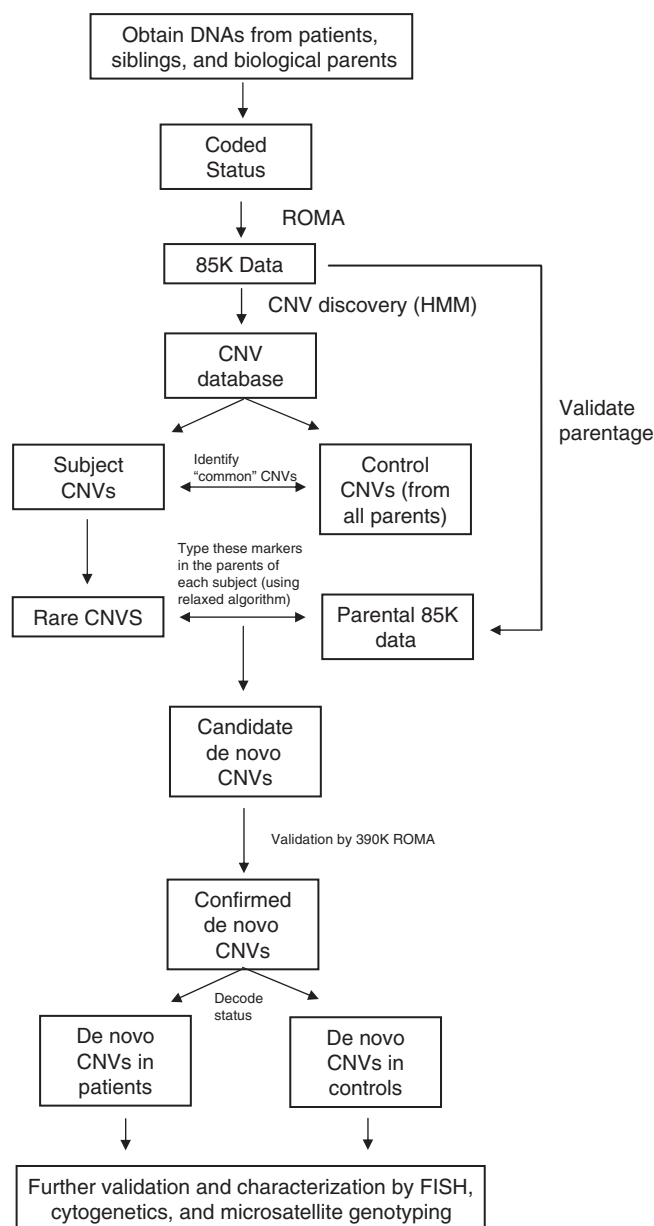 Obtain DNAs from patients,
siblings, and biological parents
Coded
Status
ROMA
85K Data
CNV discovery (HMM)
CNV
database
Validate
parentage
Subject
CNVs
Identify
“common” CNVs
Control
CNVs (from
all parents)
Type these markers
in the parents of
each subject (using
relaxed algorithm)
Rare CNVS
Parental 85K
data
Candidate
de novo
CNVs
Validation by 390K ROMA
Confirmed
de novo
CNVs
Decode
status
De novo
CNVs in
patients
De novo
CNVs in
controls
Further validation and characterization by FISH,
cytogenetics, and microsatellite genotyping